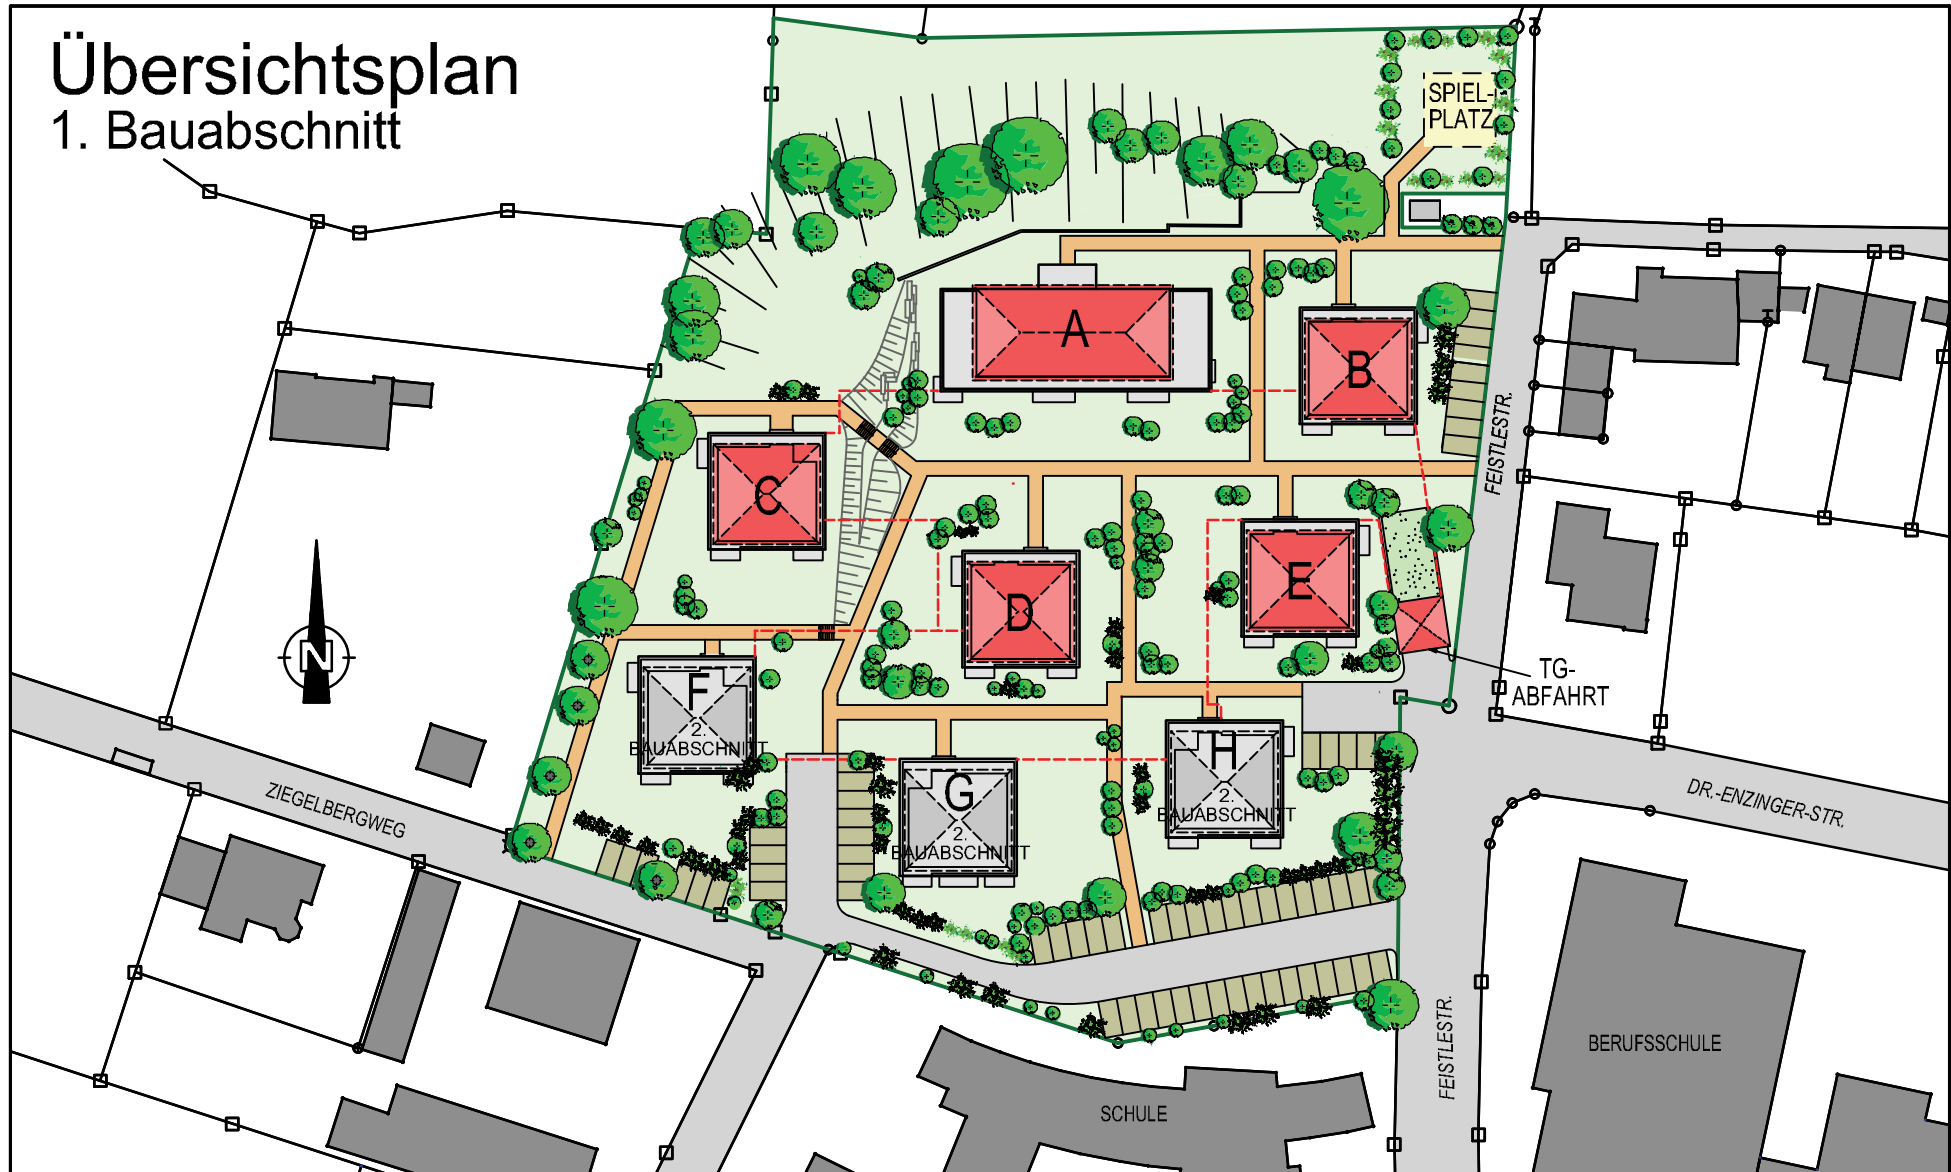 Übersichtsplan
1. Bauabschnitt
SPIEL-
PLATZ
A
B
FEISTLESTR.
C
E
D
N
TG-
ABFAHRT
F
2.
BAUABSCHNITT
H
2.
BAUABSCHNITT
G
2.
BAUABSCHNITT
ZIEGELBERGWEG
DR.-ENZINGER-STR.
FEISTLESTR.
BERUFSSCHULE
SCHULE